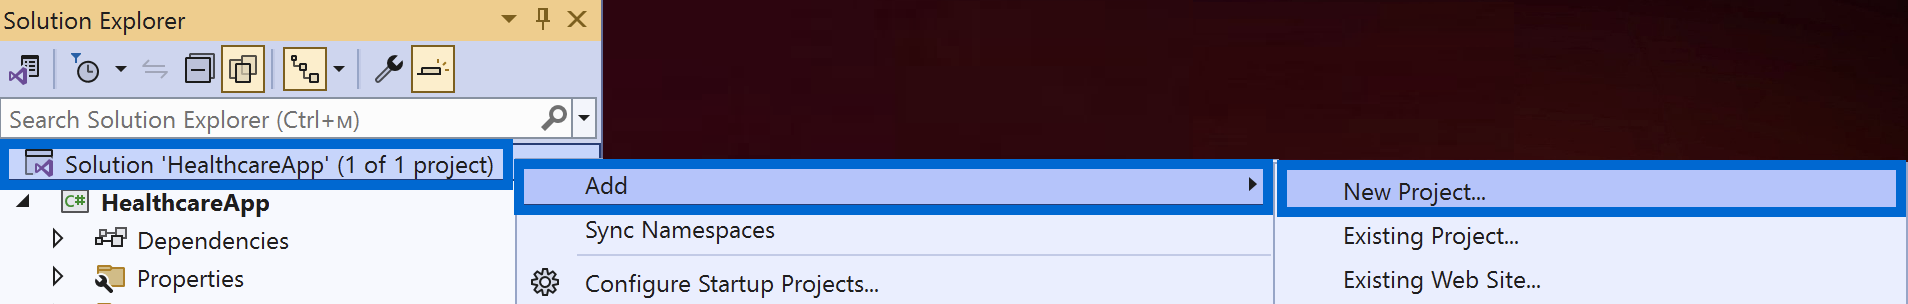 Solution Explorer
Search Solution Explorer (Ctrl+м)
Solution 'HealthcareApp' (1 of 1 project)
C# HealthcareApp
Dependencies
Properties
Add
Sync Namespaces
Configure Startup Projects...
New Project...
Existing Project...
Existing Web Site...